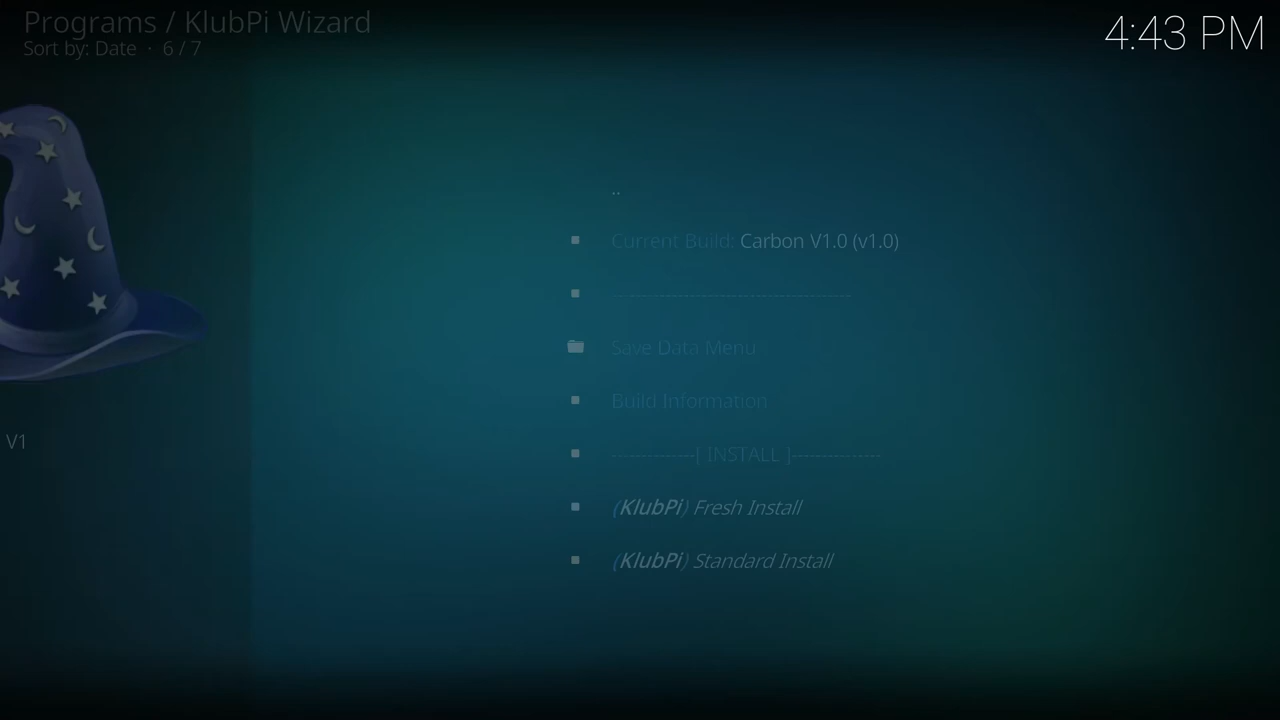 Programs / KlubPi Wizard
Sort by: Date · 6 / 7
4:43 PM
..
Current Build: Carbon V1.0 (v1.0)
--------------------------------------------
Save Data Menu
Build Information
---------------[ INSTALL ]----------------
(KlubPi) Fresh Install
(KlubPi) Standard Install
V1